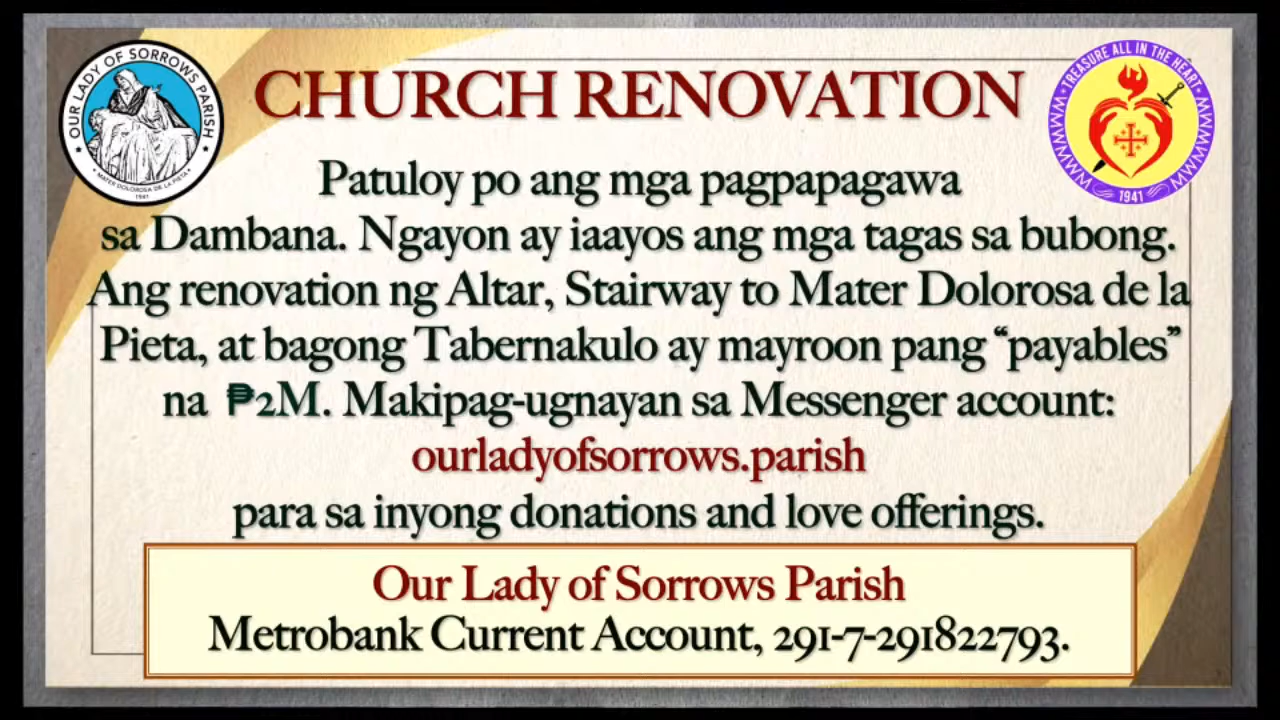 OUR LADY OF SORROWS PARISH
MATER DOLOROSA DE LA PIETA
1941
TREASURE ALL IN THE HEART
1941
CHURCH RENOVATION
Patuloy po ang mga pagpapagawa
sa Dambana. Ngayon ay iaayos ang mga tagas sa bubong.
Ang renovation ng Altar, Stairway to Mater Dolorosa de la
Pieta, at bagong Tabernakulo ay mayroon pang “payables”
na ₱2M. Makipag-ugnayan sa Messenger account:
ourladyofsorrows.parish
para sa inyong donations and love offerings.
Our Lady of Sorrows Parish
Metrobank Current Account, 291-7-291822793.